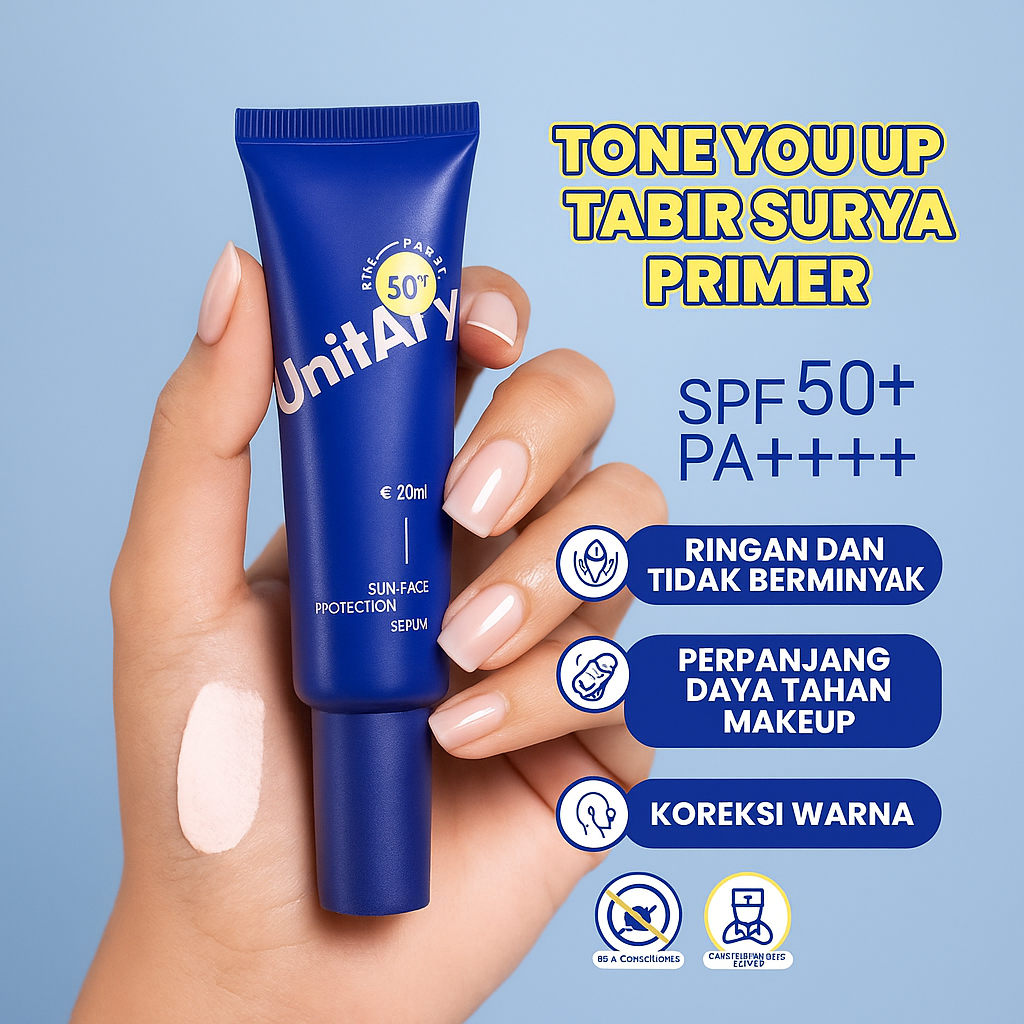 TONE YOU UP
TABIR SURYA
PRIMER
SPF 50+
PA++++
RINGAN DAN
TIDAK BERMINYAK
PERPANJANG
DAYA TAHAN
MAKEUP
KOREKSI WARNA
50
UnitAry
€ 20ml
SUN-FACE
PPOTECTION
SEPUM